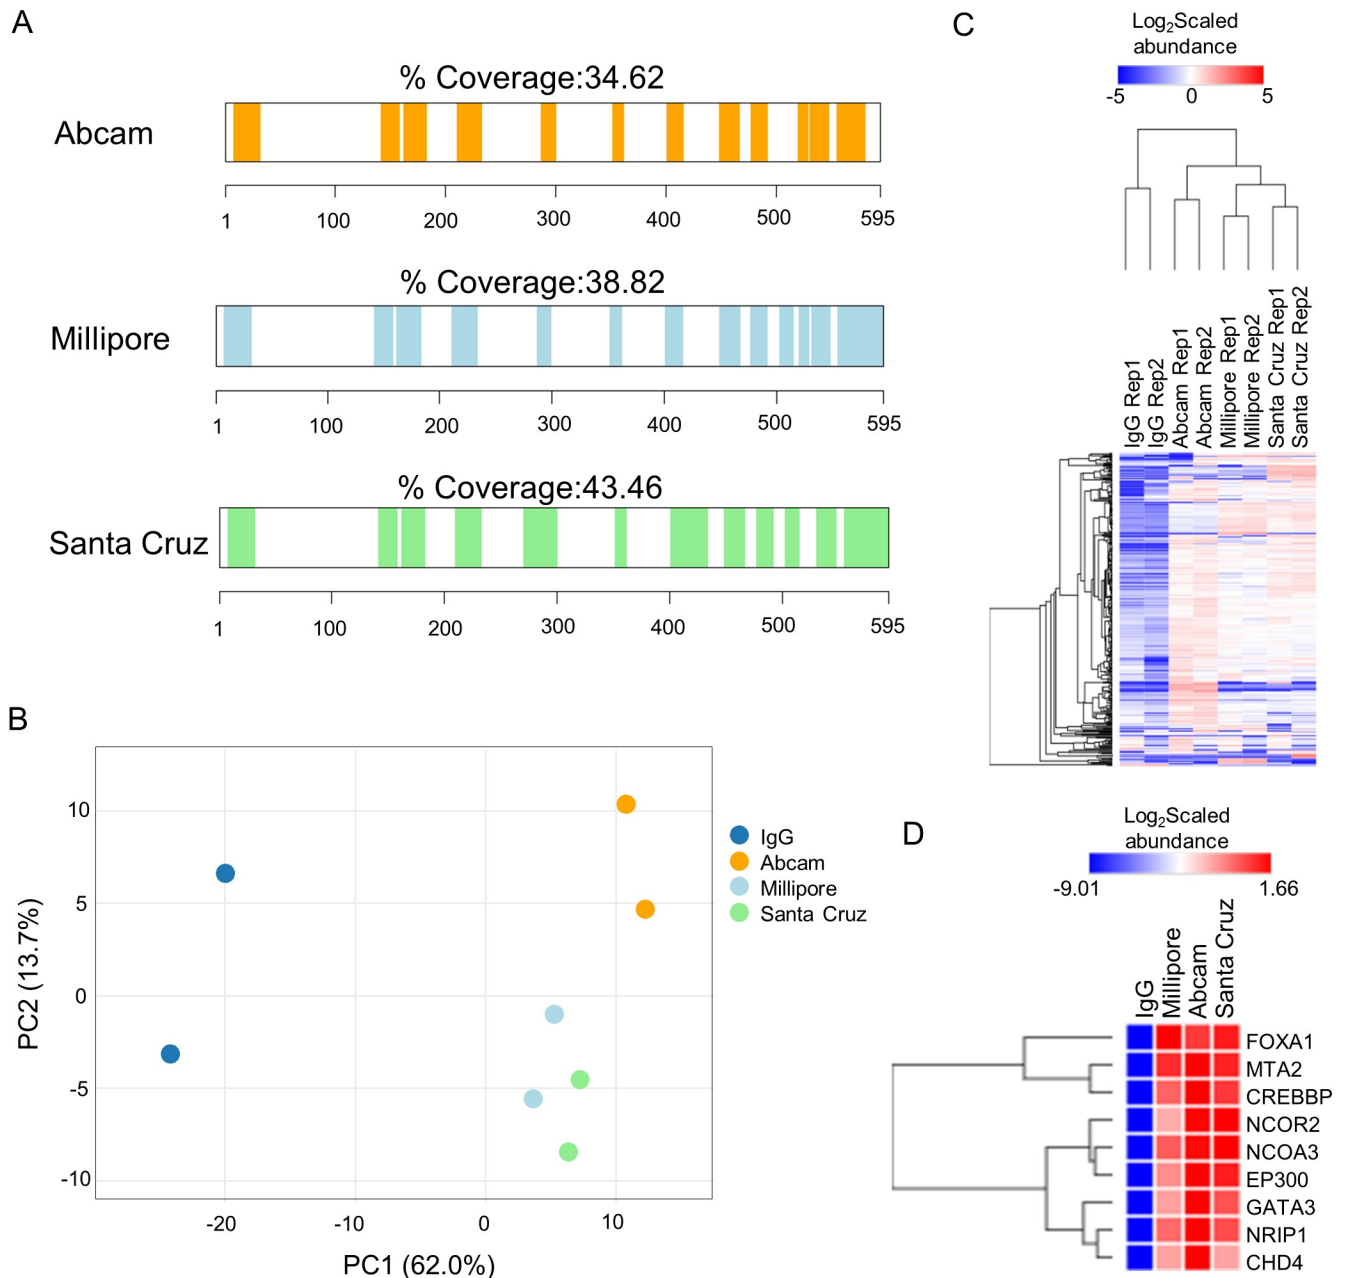 A
% Coverage:34.62
Abcam
1 100 200 300 400 500 595
% Coverage:38.82
Millipore
1 100 200 300 400 500 595
% Coverage:43.46
Santa Cruz
1 100 200 300 400 500 595
B
10
5
0
-5
-10
-20 -10 0 10
PC2 (13.7%)
PC1 (62.0%)
IgG
Abcam
Millipore
Santa Cruz
C
Log₂Scaled
abundance
-5 0 5
IgG Rep1
IgG Rep2
Abcam Rep1
Abcam Rep2
Millipore Rep1
Millipore Rep2
Santa Cruz Rep1
Santa Cruz Rep2
D
Log₂Scaled
abundance
-9.01 1.66
IgG
Millipore
Abcam
Santa Cruz
FOXA1
MTA2
CREBBP
NCOR2
NCOA3
EP300
GATA3
NRIP1
CHD4